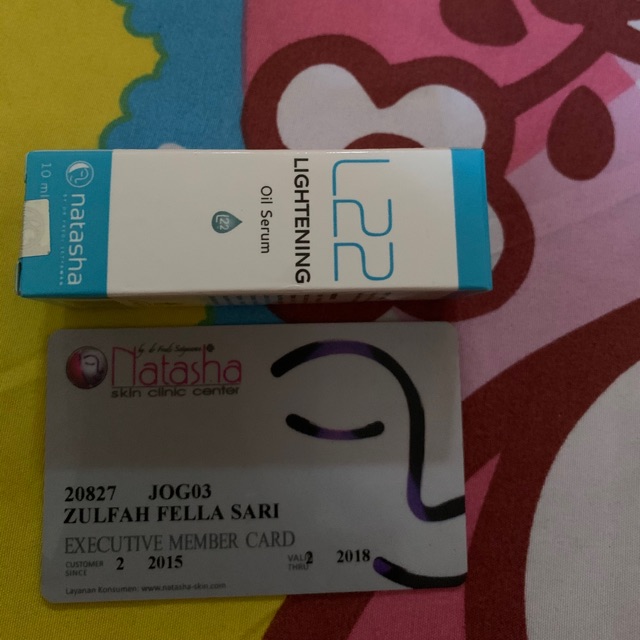 L22
LIGHTENING
Oil Serum
L22
natasha
10 ml
Natasha
skin clinic center
20827 JOG03
ZULFAH FELLA SARI
EXECUTIVE MEMBER CARD
CUSTOMER SINCE 2 2015
VALID THRU 2 2018
Layanan Konsumen: www.natasha-skin.com